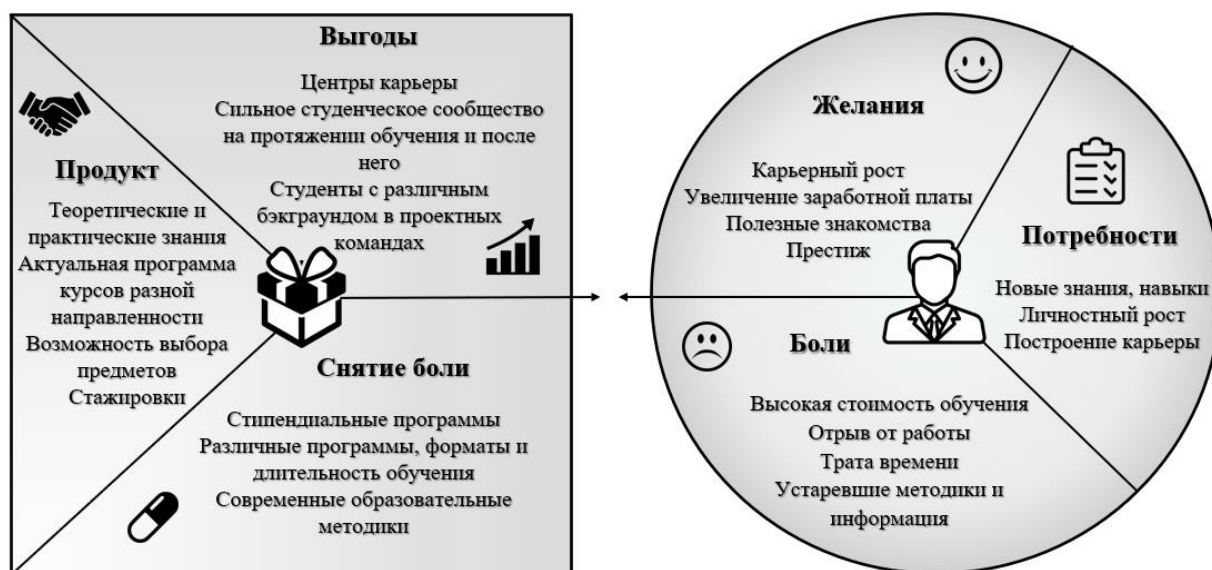 Выгоды
Центры карьеры
Сильное студенческое сообщество
на протяжении обучения и после
него
Студенты с различным
бэкграундом в проектных
командах
Продукт
Теоретические и
практические знания
Актуальная программа
курсов разной
направленности
Возможность выбора
предметов
Стажировки
Снятие боли
Стипендиальные программы
Различные программы, форматы и
длительность обучения
Современные образовательные
методики
Желания
Карьерный рост
Увеличение заработной платы
Полезные знакомства
Престиж
Потребности
Новые знания, навыки
Личностный рост
Построение карьеры
Боли
Высокая стоимость обучения
Отрыв от работы
Трата времени
Устаревшие методики и
информация